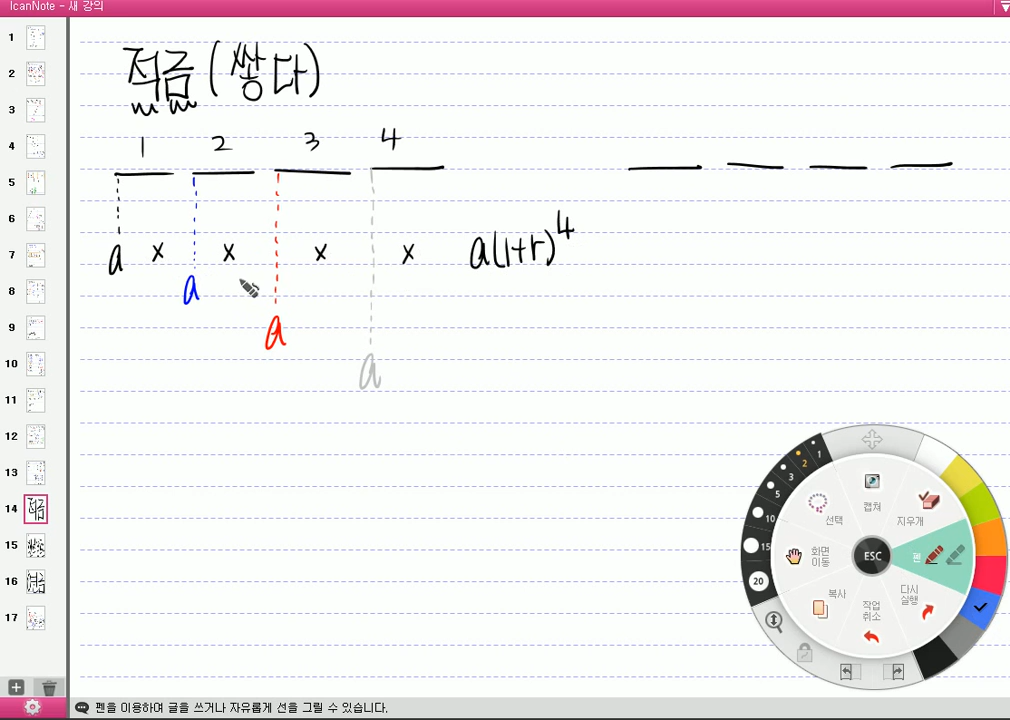 IcanNote - 새 강의
1
2
3
4
5
6
7
8
9
10
11
12
13
14
15
16
17
적금 (쌓다)
1 2 3 4
a × × × × a(1+r)^4
a
a
a
1
2
3
5
10
15
20
선택
캡쳐
지우개
화면
이동
ESC
펜
복사
작업
취소
다시
실행
펜을 이용하여 글을 쓰거나 자유롭게 선을 그릴 수 있습니다.